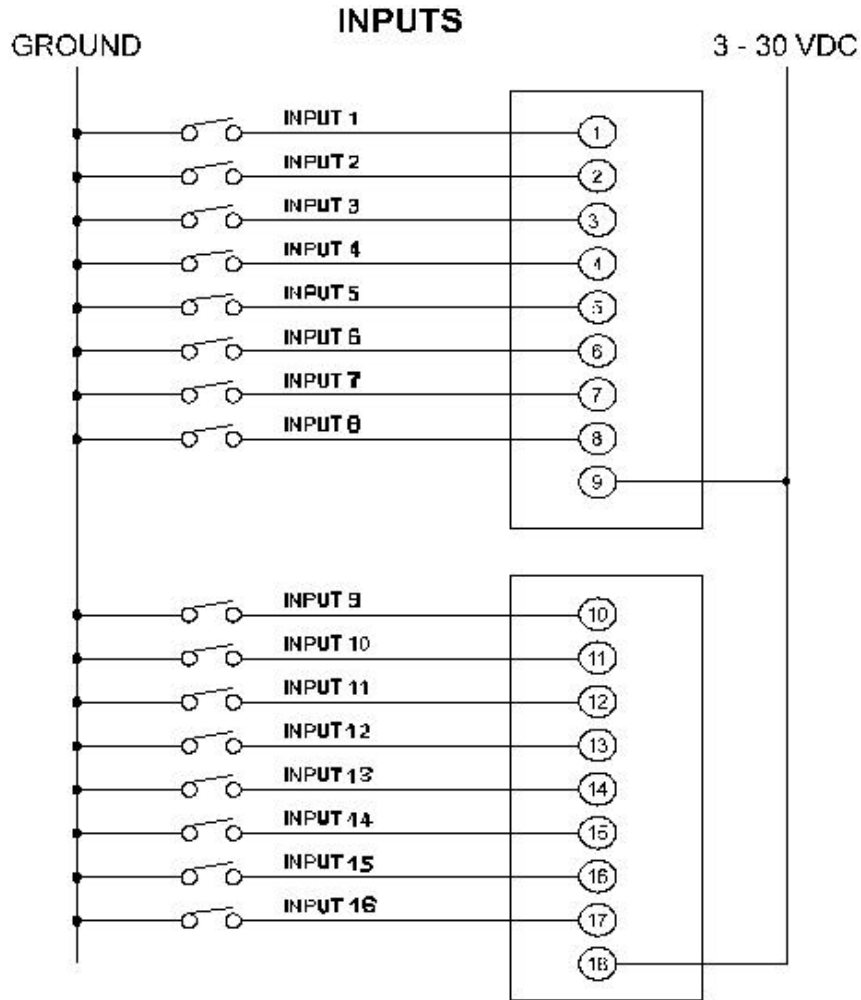 INPUTS
GROUND
3 - 30 VDC
INPUT 1
1
INPUT 2
2
INPUT 3
3
INPUT 4
4
INPUT 5
5
INPUT 6
6
INPUT 7
7
INPUT 8
8
9
INPUT 9
10
INPUT 10
11
INPUT 11
12
INPUT 12
13
INPUT 13
14
INPUT 14
15
INPUT 15
16
INPUT 16
17
18